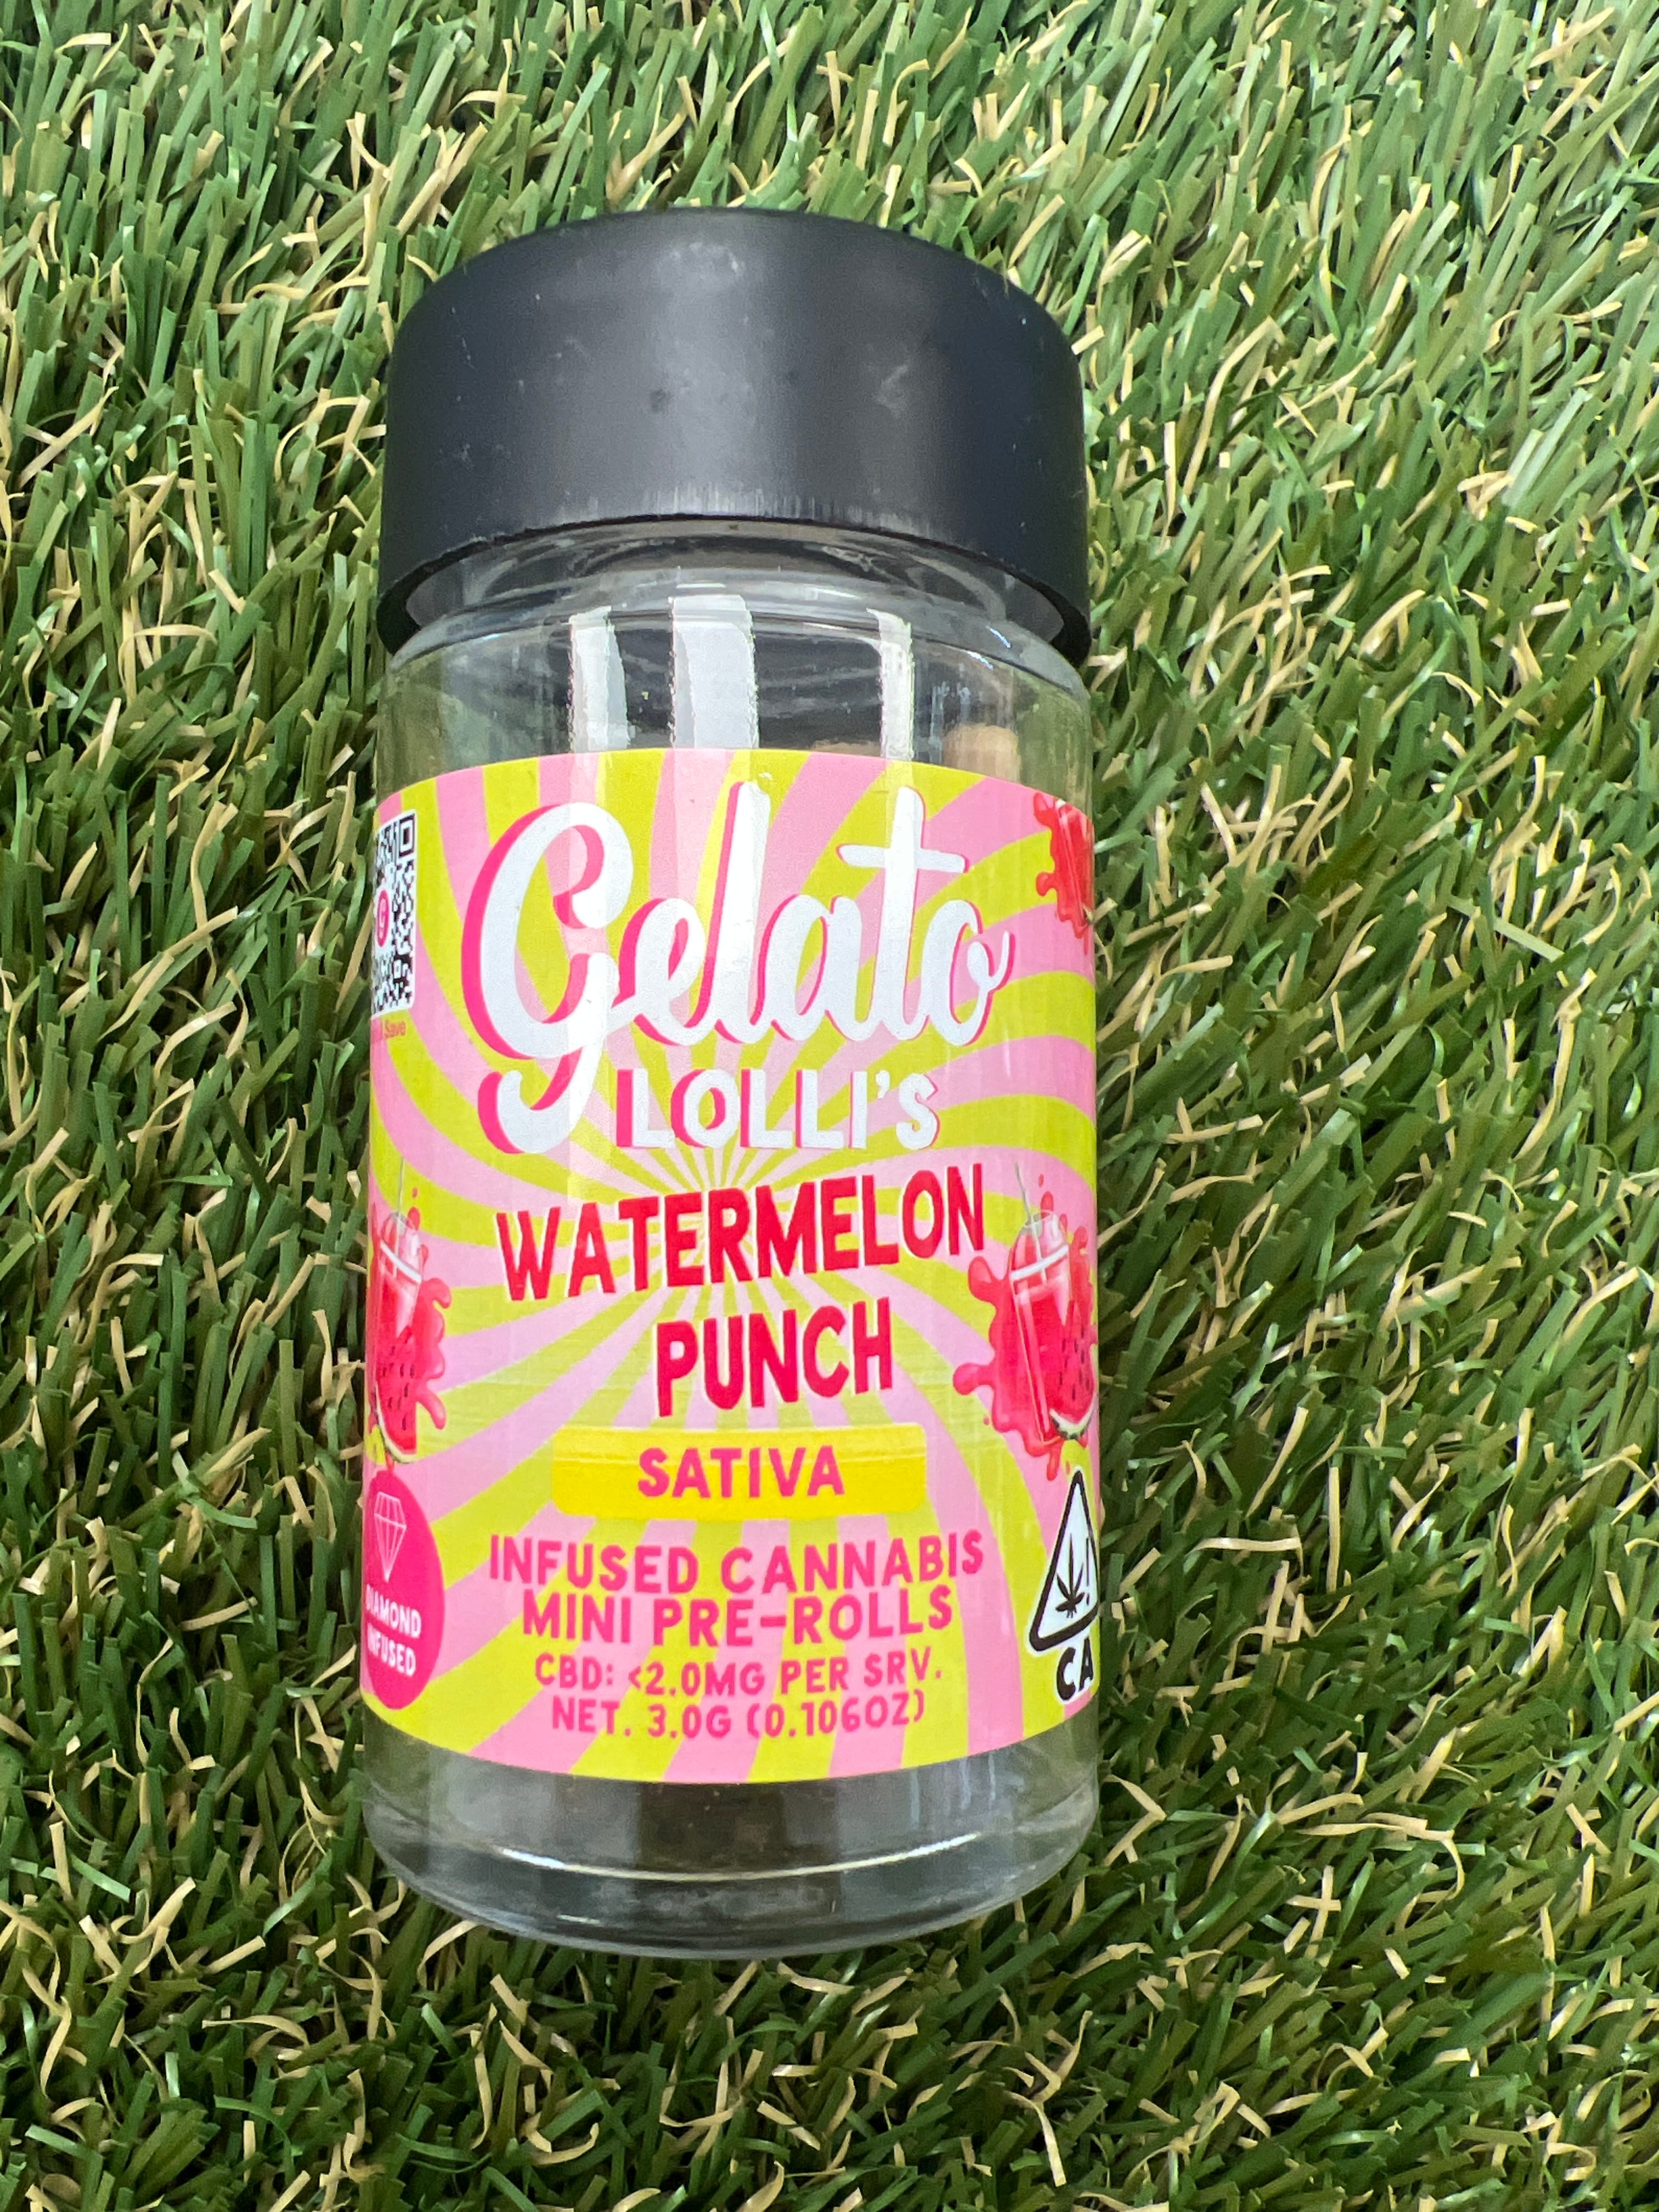 Gelato
LOLLI'S
Save
WATERMELON
PUNCH
SATIVA
DIAMOND
INFUSED
INFUSED CANNABIS
MINI PRE-ROLLS
CBD: <2.0MG PER SRV.
NET. 3.0G (0.106OZ)
!
CA